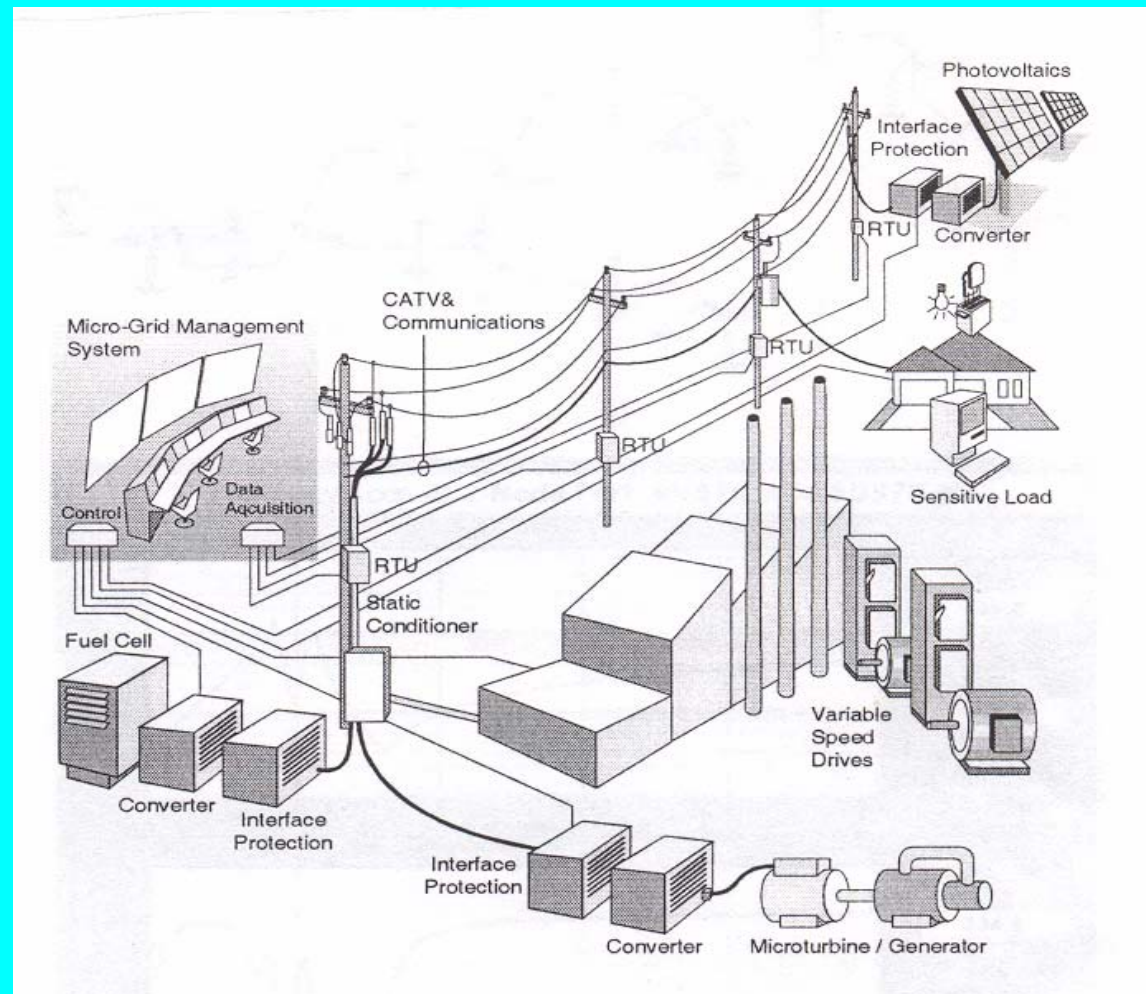 Photovoltaics
Interface
Protection
RTU
Converter
CATV&
Communications
Micro-Grid Management
System
RTU
RTU
Sensitive Load
Data
Aqcuisition
Control
RTU
Static
Conditioner
Fuel Cell
Variable
Speed
Drives
Converter
Interface
Protection
Interface
Protection
Converter
Microturbine / Generator